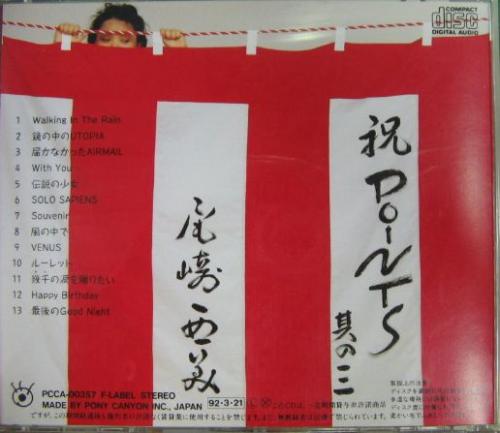 COMPACT
disc
DIGITAL AUDIO
1 Walking In The Rain
2 鏡の中のUTOPIA
3 届かなかったAIRMAIL
4 With You
5 伝説の少女
6 SOLO SAPIENS
7 Souvenir
8 風の中で
9 VENUS
10 ルーレット
11 の渦を踊りたい
12 Happy Birthday
13 最後のGood Night
祝
POINTS
其の三
尾崎亜美
PCCA-00357 F-LABEL STEREO
MADE BY PONY CANYON INC., JAPAN
92・3・21